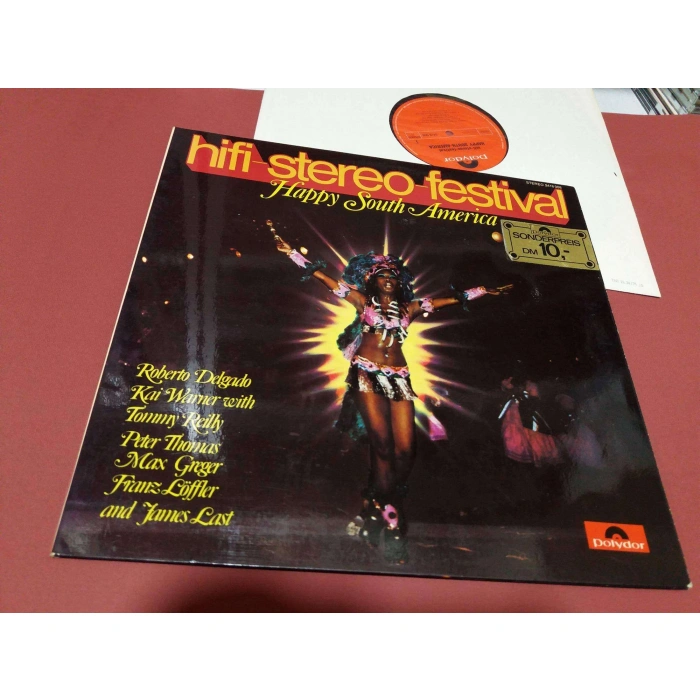 Polydor
hifi-stereo-festival
Happy South America
STEREO
SONDERPREIS
DM 10,-
Roberto Delgado
Kai Warner with
Tommy Reilly
Peter Thomas
Max Greger
Franz Löffler
and James Last
Polydor